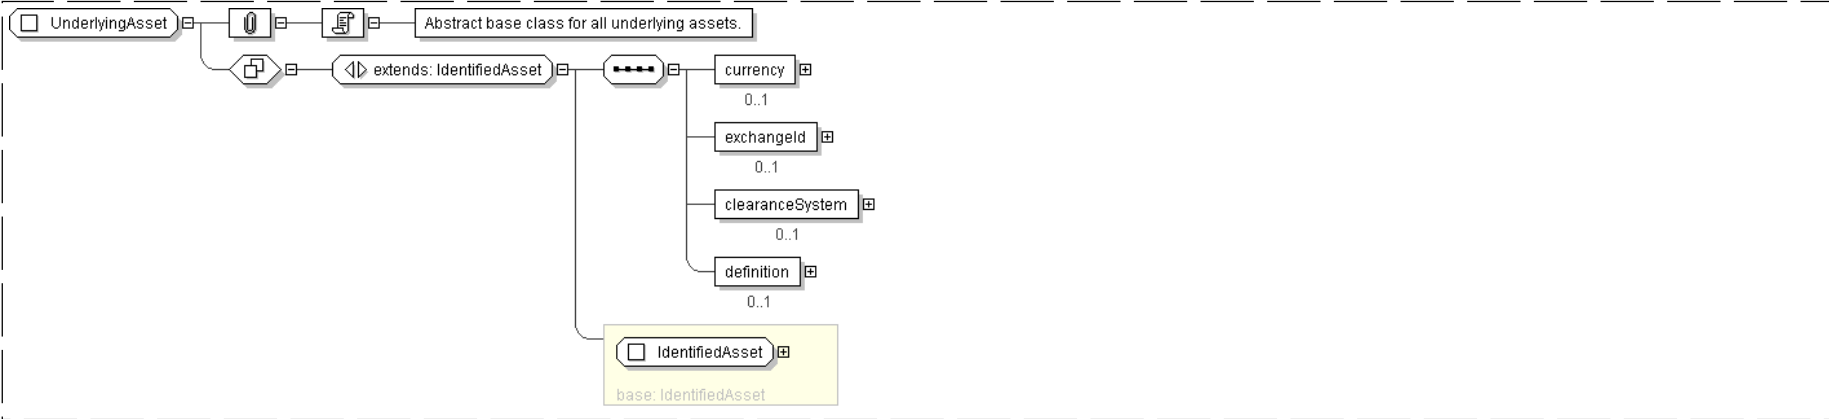 UnderlyingAsset
Abstract base class for all underlying assets.
extends: IdentifiedAsset
currency
0..1
exchangeId
0..1
clearanceSystem
0..1
definition
0..1
IdentifiedAsset
base: IdentifiedAsset